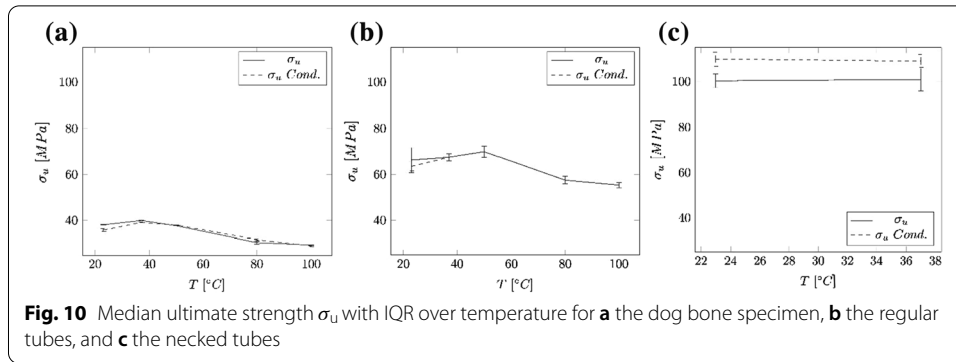 (a)
σu
σu Cond.
σu [MPa]
100
80
60
40
20 40 60 80 100
T [°C]
(b)
σu
σu Cond.
σu [MPa]
100
80
60
40
20 40 60 80 100
T [°C]
(c)
σu [MPa]
100
80
60
40
σu
σu Cond.
22 24 26 28 30 32 34 36 38
T [°C]
Fig. 10 Median ultimate strength σu with IQR over temperature for a the dog bone specimen, b the regular
tubes, and c the necked tubes